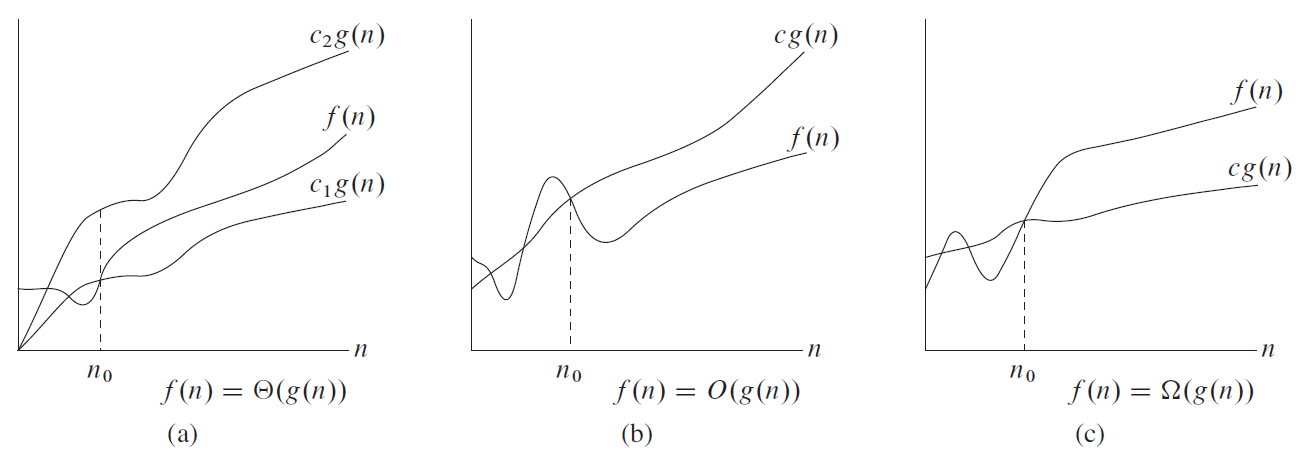 c₂g(n)
f(n)
c₁g(n)
n
n₀
f(n) = Θ(g(n))
(a)
cg(n)
f(n)
n
n₀
f(n) = O(g(n))
(b)
f(n)
cg(n)
n
n₀
f(n) = Ω(g(n))
(c)